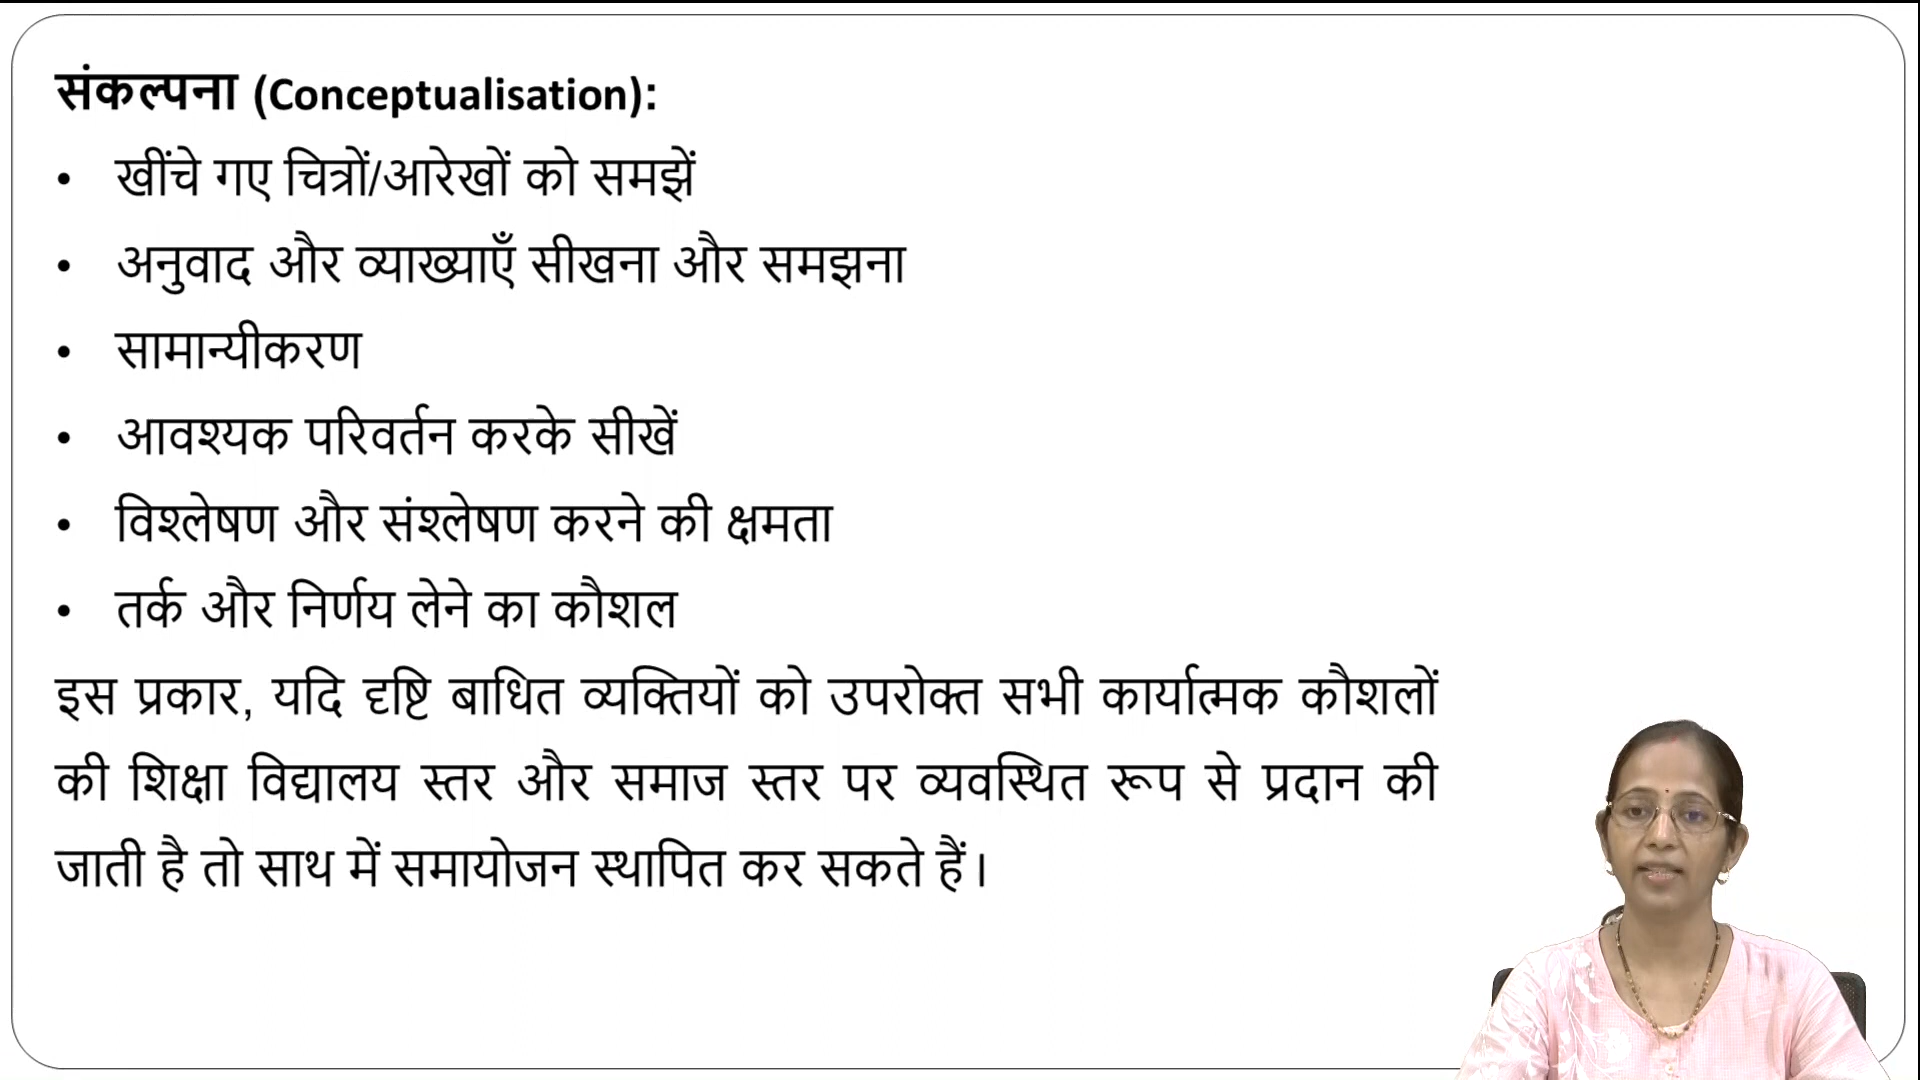 संकल्पना (Conceptualisation):
• खींचे गए चित्रों/आरेखों को समझें
• अनुवाद और व्याख्याएँ सीखना और समझना
• सामान्यीकरण
• आवश्यक परिवर्तन करके सीखें
• विश्लेषण और संश्लेषण करने की क्षमता
• तर्क और निर्णय लेने का कौशल
इस प्रकार, यदि दृष्टि बाधित व्यक्तियों को उपरोक्त सभी कार्यात्मक कौशलों
की शिक्षा विद्यालय स्तर और समाज स्तर पर व्यवस्थित रूप से प्रदान की
जाती है तो साथ में समायोजन स्थापित कर सकते हैं।